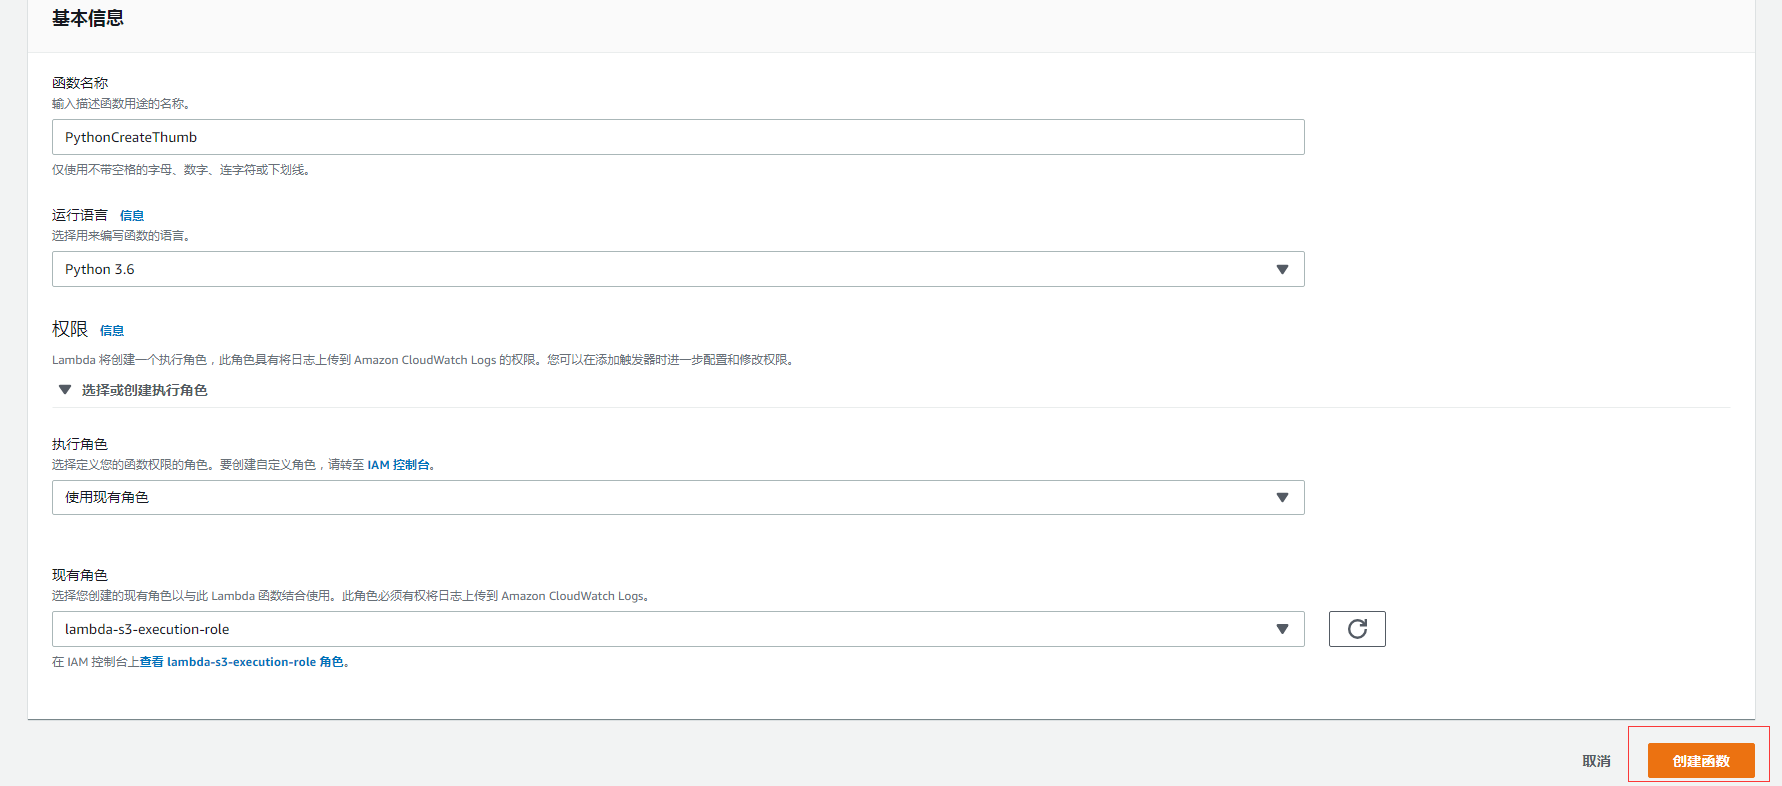 基本信息
函数名称
输入描述函数用途的名称。
PythonCreateThumb
仅使用不带空格的字母、数字、连字符或下划线。
运行语言 信息
选择用来编写函数的语言。
Python 3.6
权限 信息
Lambda 将创建一个执行角色，此角色具有将日志上传到 Amazon CloudWatch Logs 的权限。您可以在添加触发器时进一步配置和修改权限。
选择或创建执行角色
执行角色
选择定义您的函数权限的角色。要创建自定义角色，请转至 IAM 控制台。
使用现有角色
现有角色
选择您创建的现有角色以与此 Lambda 函数结合使用。此角色必须有权将日志上传到 Amazon CloudWatch Logs。
lambda-s3-execution-role
在 IAM 控制台上查看 lambda-s3-execution-role 角色。
取消 创建函数